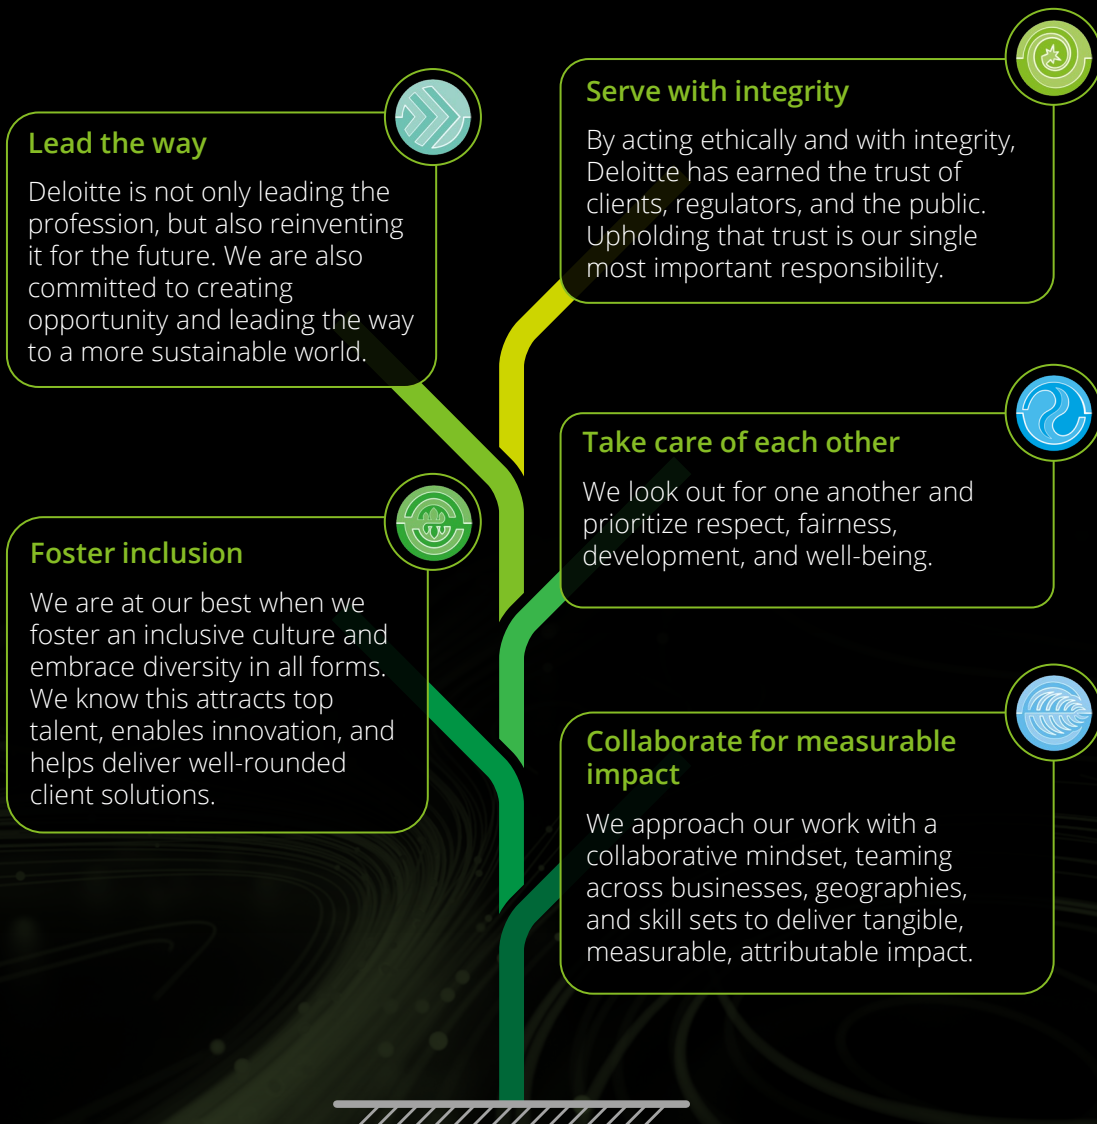 Lead the way
Deloitte is not only leading the
profession, but also reinventing
it for the future. We are also
committed to creating
opportunity and leading the way
to a more sustainable world.
Serve with integrity
By acting ethically and with integrity,
Deloitte has earned the trust of
clients, regulators, and the public.
Upholding that trust is our single
most important responsibility.
Take care of each other
We look out for one another and
prioritize respect, fairness,
development, and well-being.
Foster inclusion
We are at our best when we
foster an inclusive culture and
embrace diversity in all forms.
We know this attracts top
talent, enables innovation, and
helps deliver well-rounded
client solutions.
Collaborate for measurable
impact
We approach our work with a
collaborative mindset, teaming
across businesses, geographies,
and skill sets to deliver tangible,
measurable, attributable impact.